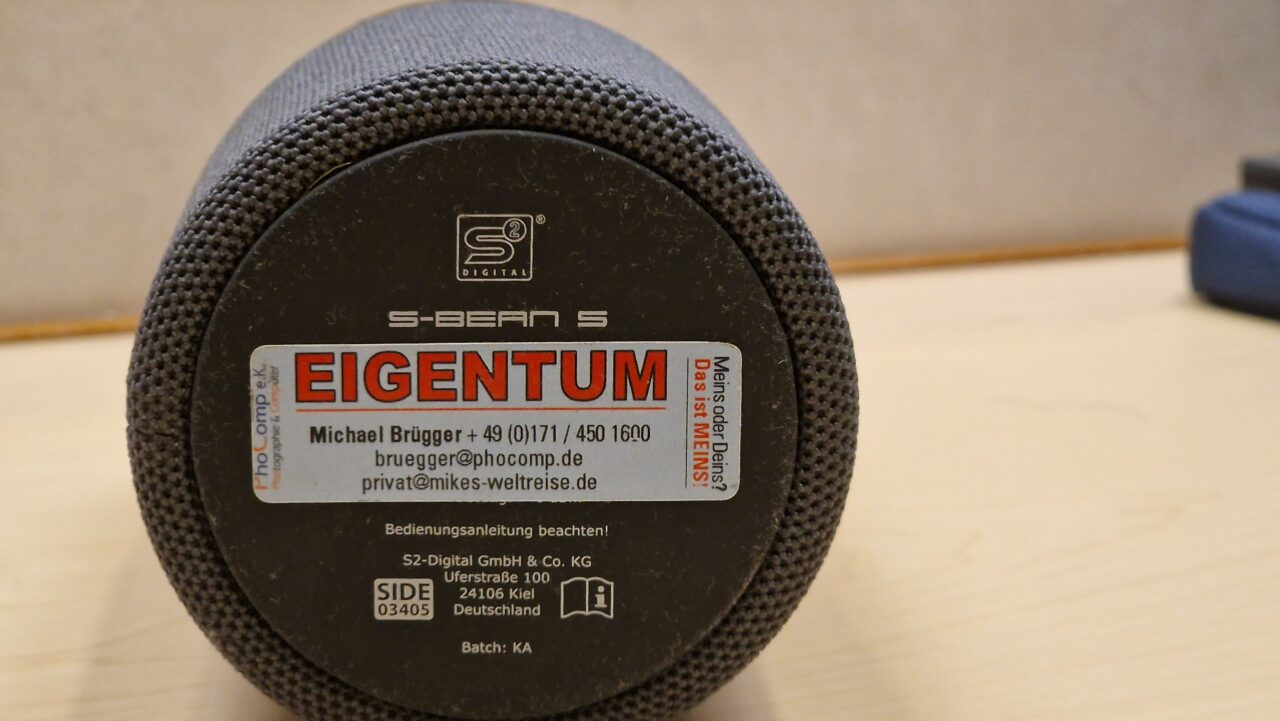 S2®
DIGITAL
S-BEAN S
EIGENTUM
Michael Brügger + 49 (0)171 / 450 1600
bruegger@phocomp.de
privat@mikes-weltreise.de
PhoComp e.K.
Photographie & Computer
Meins oder Deins?
Das ist MEINS!
Bedienungsanleitung beachten!
S2-Digital GmbH & Co. KG
Uferstraße 100
24106 Kiel
Deutschland
SIDE
03405
i
Batch: KA